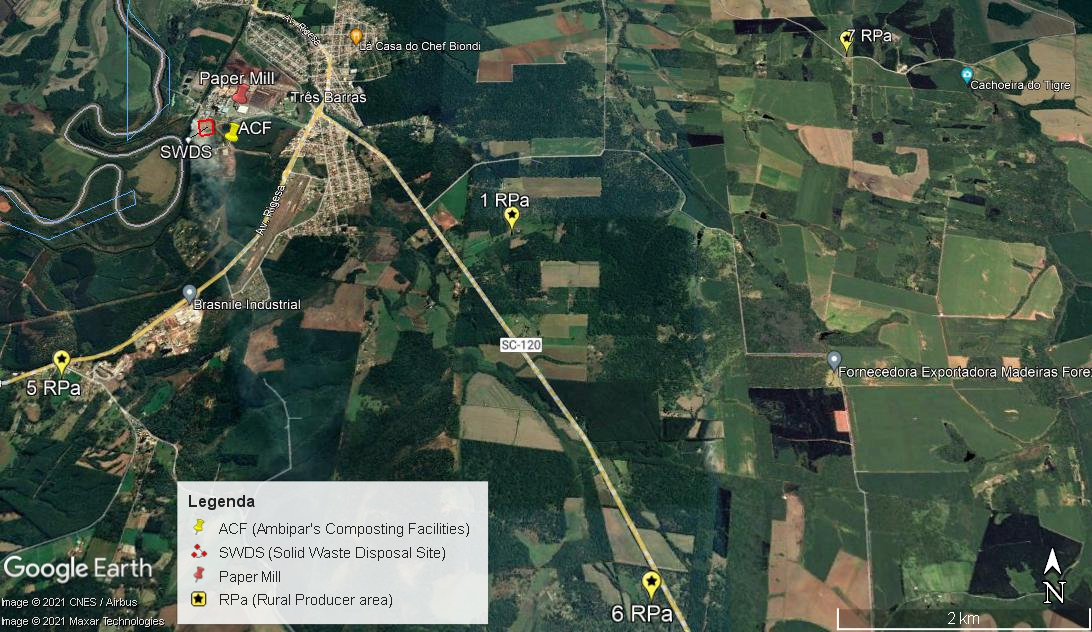 Av. Rigesa
7 RPa
La Casa do Chef Biondi
Paper Mill
Cachoeira do Tigre
Três Barras
ACF
SWDS
1 RPa
Av. Rigesa
Brasnile Industrial
SC-120
5 RPa
Fornecedora Exportadora Madeiras Fore
Legenda
ACF (Ambipar's Composting Facilities)
SWDS (Solid Waste Disposal Site)
Paper Mill
RPa (Rural Producer area)
Google Earth
Image © 2021 CNES / Airbus
Image © 2021 Maxar Technologies
6 RPa
N
2 km